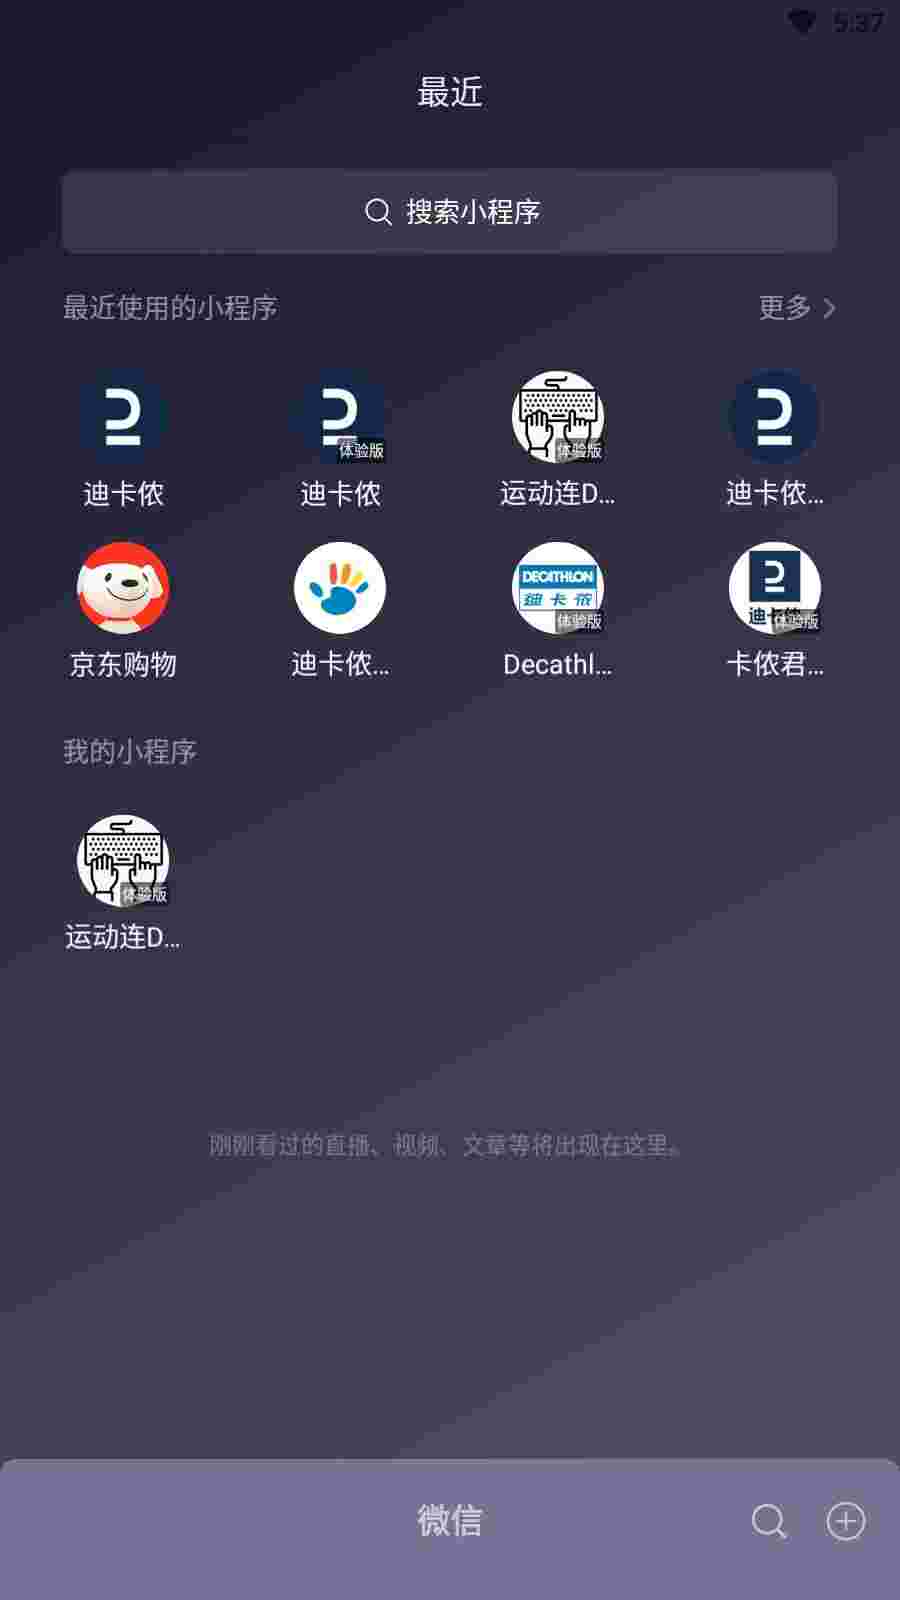 5:37
最近
搜索小程序
最近使用的小程序
更多
体验版
体验版
迪卡侬
迪卡侬
运动连D...
迪卡侬...
DECATHLON
迪卡侬
体验版
体验版
京东购物
迪卡侬...
Decathl...
卡侬君...
我的小程序
体验版
运动连D...
刚刚看过的直播、视频、文章等将出现在这里。
微信